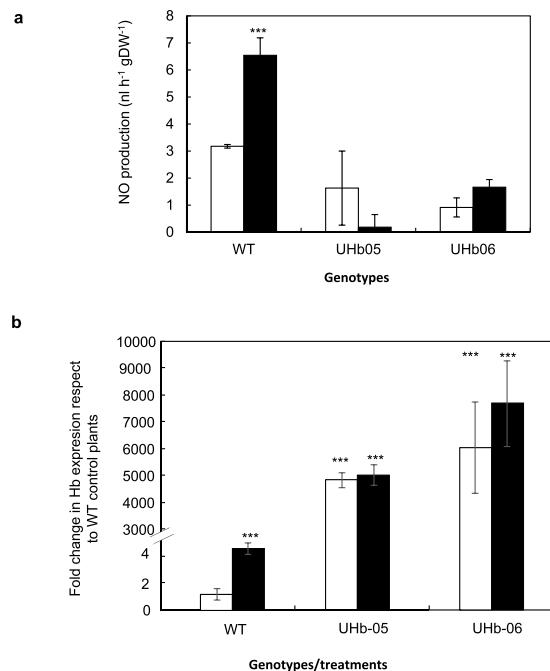 a
NO production (nl h⁻¹ gDW⁻¹)
8
7
6
5
4
3
2
1
0
***
WT
UHb05
UHb06
Genotypes
b
Fold change in Hb expresion respect
to WT control plants
10000
9000
8000
7000
6000
5000
4000
3000
4
2
0
***
*** ***
*** ***
WT
UHb-05
UHb-06
Genotypes/treatments